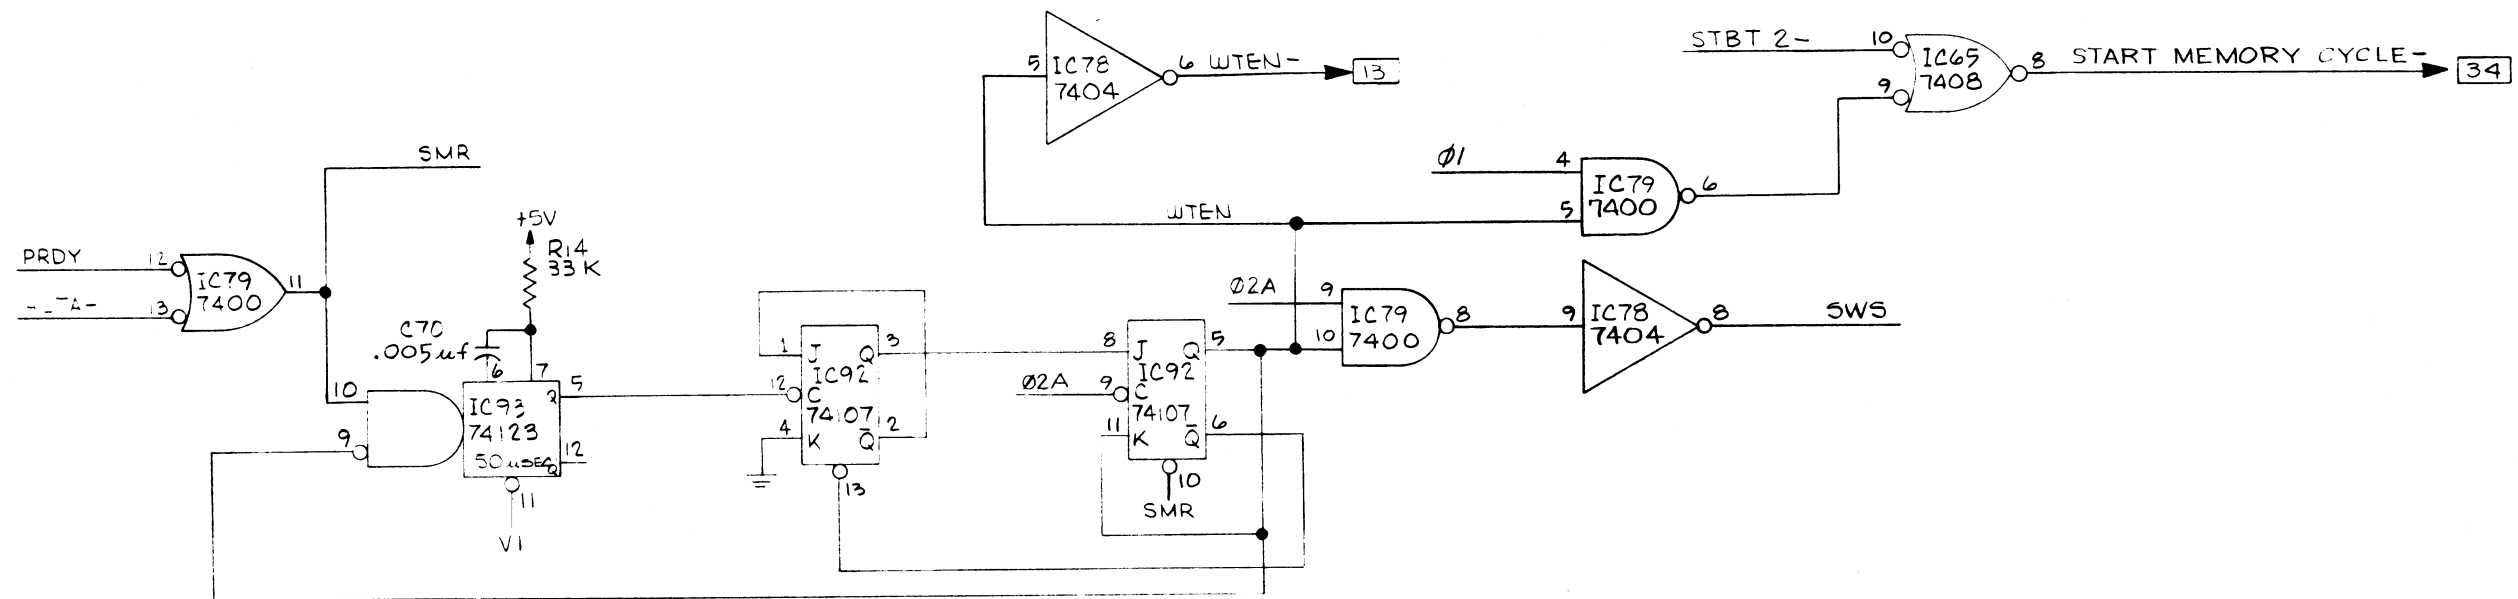 STBT 2-
10
IC65
7408
9
8
START MEMORY CYCLE-
34
5
IC78
7404
6
WTEN-
13
SMR
Ø1
4
IC79
7400
5
6
WTEN
+5V
R14
33K
PRDY
12
IC79
7400
13
11
C70
.005uf
6
7
10
9
IC93
74123
50uSEC
Q
5
Q
12
11
V1
1
J
Q
3
IC92
12
C
74107
4
K
Q̅
2
13
8
J
Q
5
IC92
Ø2A
9
C
74107
11
K
Q̅
6
10
SMR
Ø2A
9
IC79
7400
10
8
9
IC78
7404
8
SWS